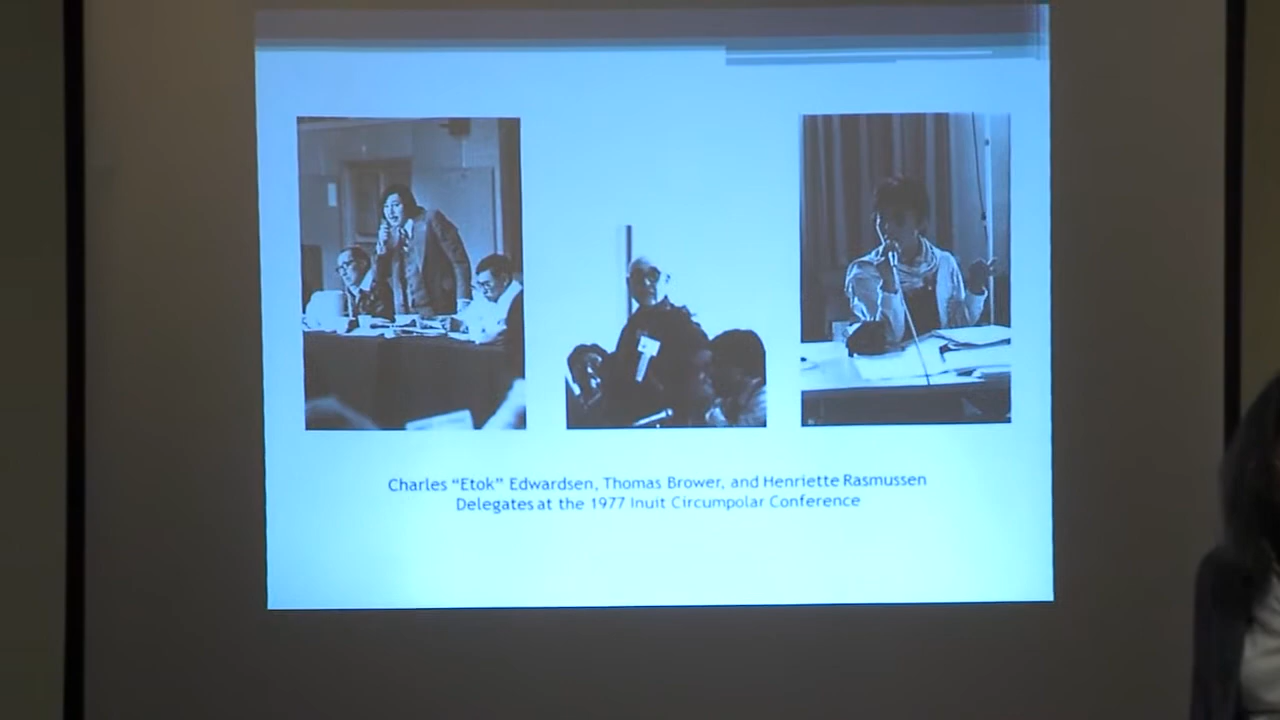 Charles “Etok” Edwardsen, Thomas Brower, and Henriette Rasmussen
Delegates at the 1977 Inuit Circumpolar Conference